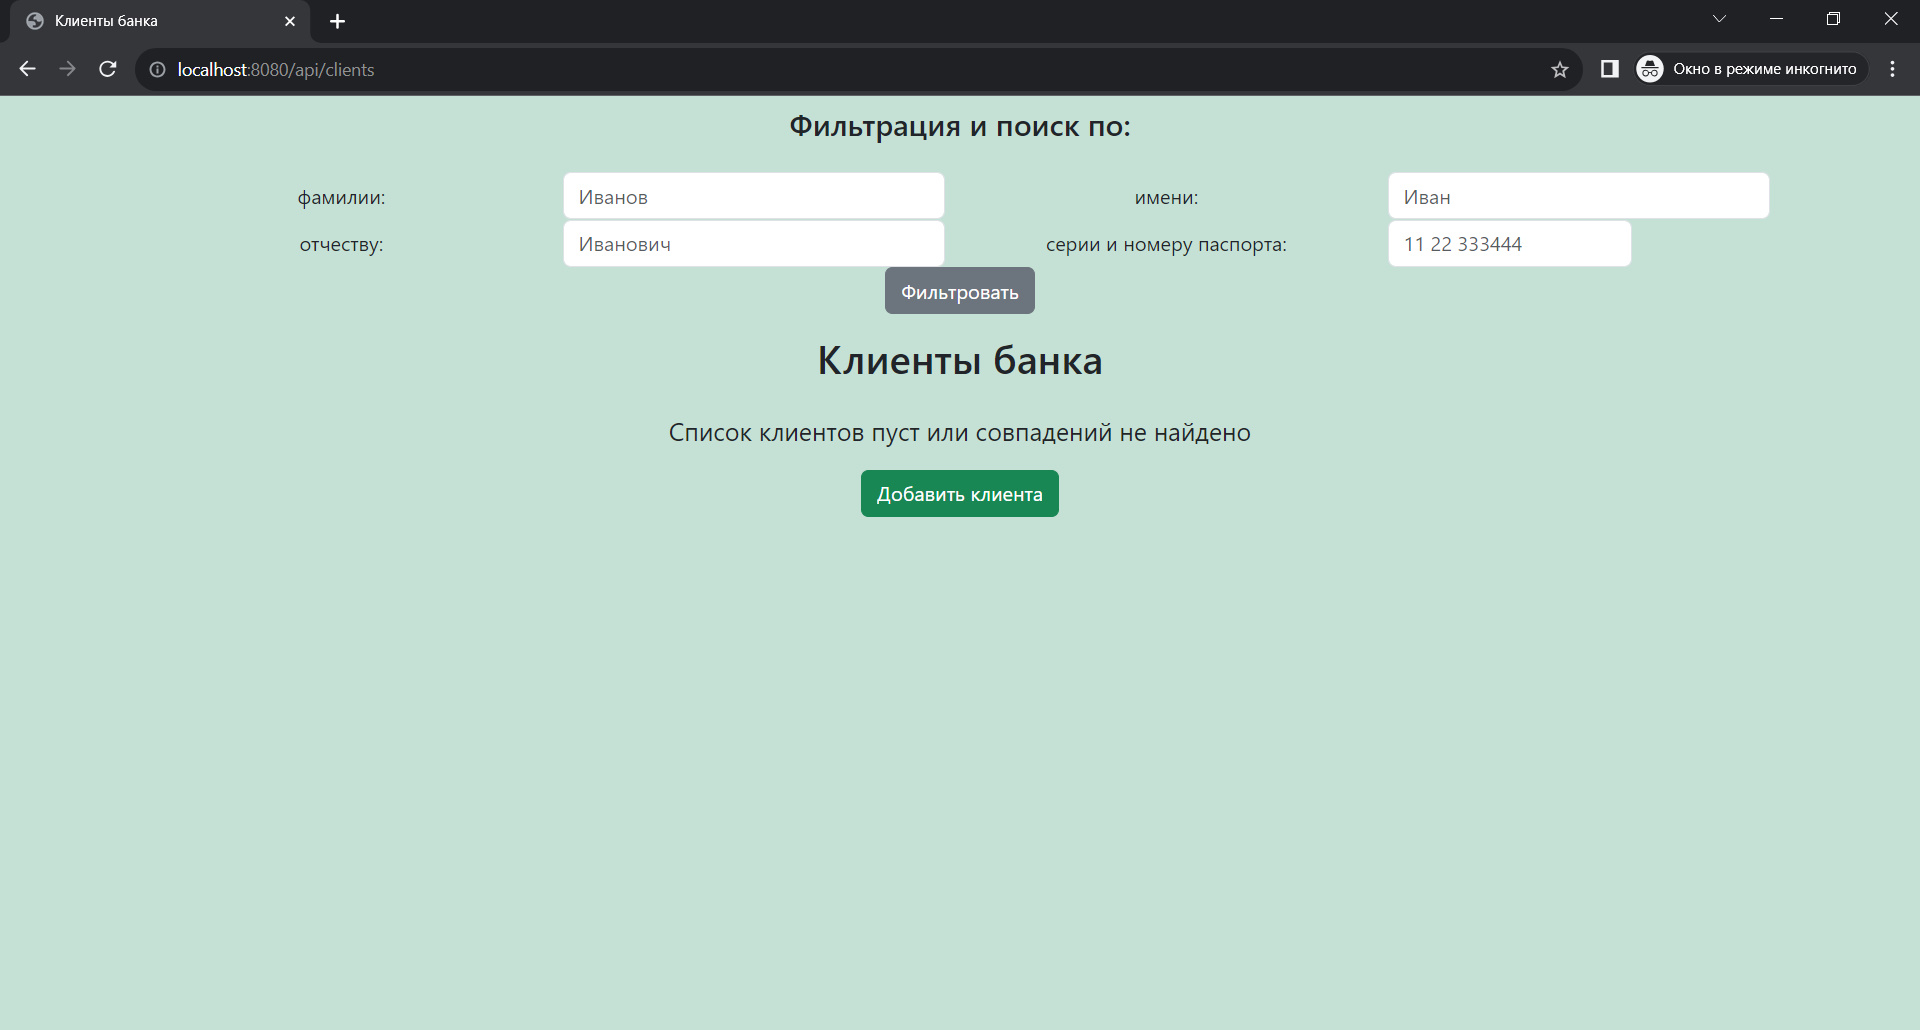 Клиенты банка
localhost:8080/api/clients
Окно в режиме инкогнито
Фильтрация и поиск по:
фамилии: Иванов имени: Иван
отчеству: Иванович серии и номеру паспорта: 11 22 333444
Фильтровать
Клиенты банка
Список клиентов пуст или совпадений не найдено
Добавить клиента